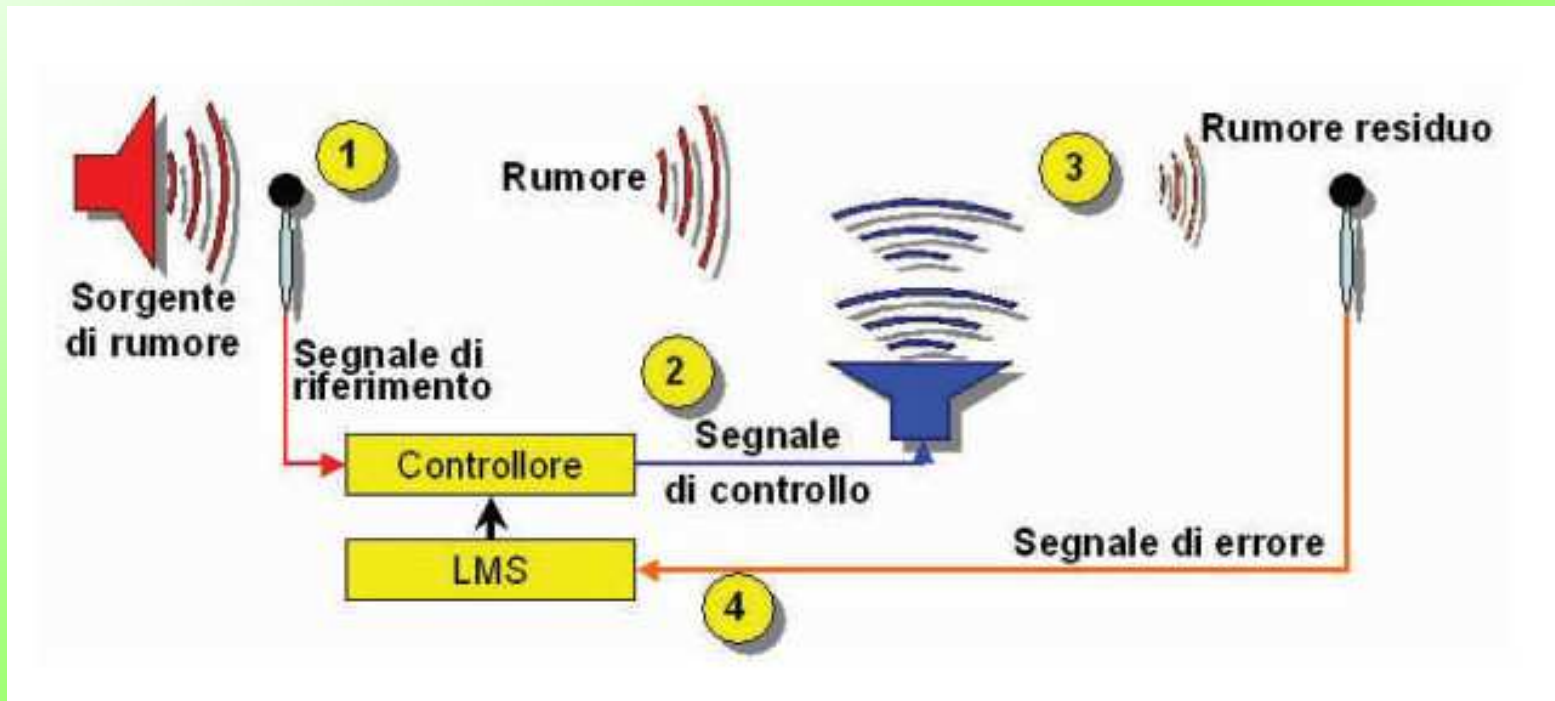 1
Rumore
3
Rumore residuo
Sorgente
di rumore
Segnale di
riferimento
2
Segnale
di controllo
Controllore
LMS
4
Segnale di errore